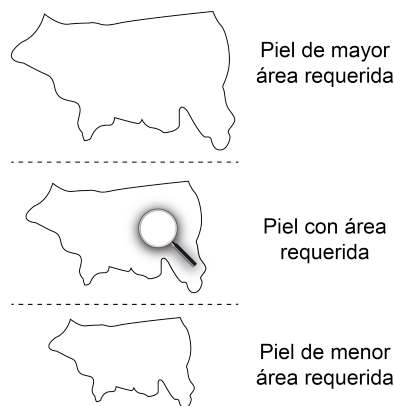 Piel de mayor
área requerida
Piel con área
requerida
Piel de menor
área requerida